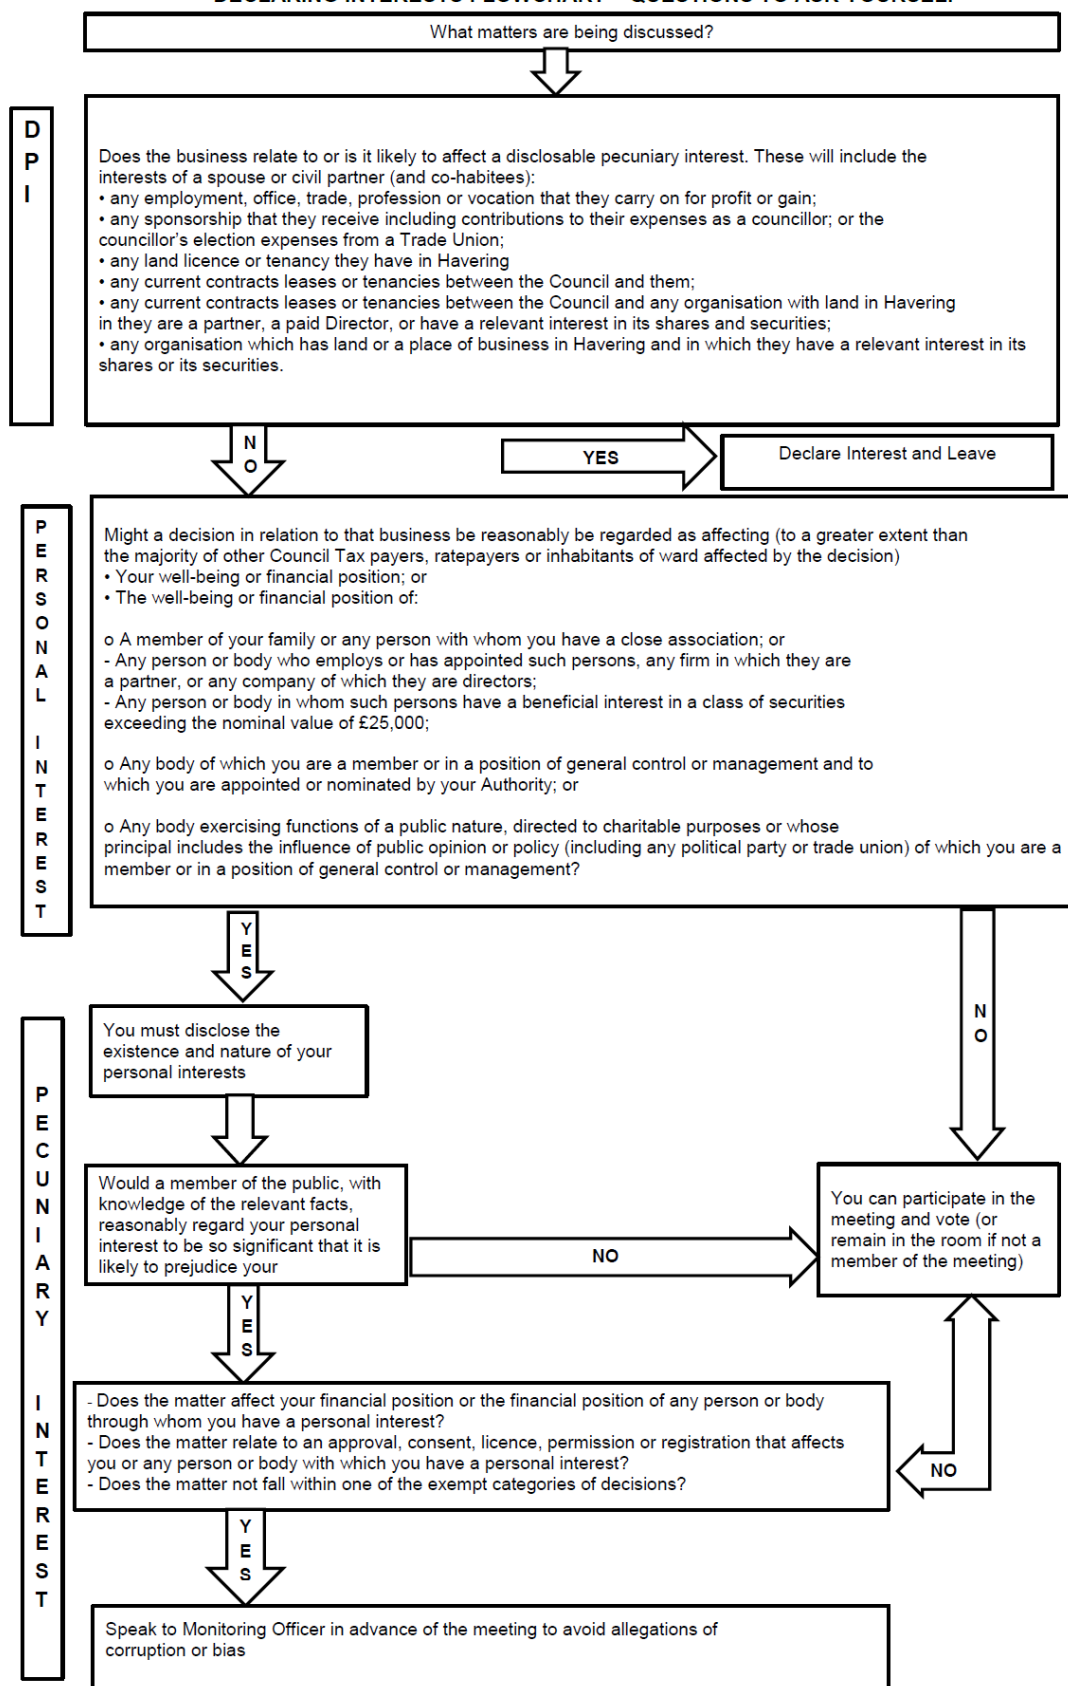 DECLARING INTERESTS FLOWCHART – QUESTIONS TO ASK YOURSELF
What matters are being discussed?
D
P
I
Does the business relate to or is it likely to affect a disclosable pecuniary interest. These will include the
interests of a spouse or civil partner (and co-habitees):
• any employment, office, trade, profession or vocation that they carry on for profit or gain;
• any sponsorship that they receive including contributions to their expenses as a councillor; or the
councillor's election expenses from a Trade Union;
• any land licence or tenancy they have in Havering
• any current contracts leases or tenancies between the Council and them;
• any current contracts leases or tenancies between the Council and any organisation with land in Havering
in they are a partner, a paid Director, or have a relevant interest in its shares and securities;
• any organisation which has land or a place of business in Havering and in which they have a relevant interest in its
shares or its securities.
N
O
YES
Declare Interest and Leave
P
E
R
S
O
N
A
L
I
N
T
E
R
E
S
T
Might a decision in relation to that business be reasonably be regarded as affecting (to a greater extent than
the majority of other Council Tax payers, ratepayers or inhabitants of ward affected by the decision)
• Your well-being or financial position; or
• The well-being or financial position of:
o A member of your family or any person with whom you have a close association; or
- Any person or body who employs or has appointed such persons, any firm in which they are
a partner, or any company of which they are directors;
- Any person or body in whom such persons have a beneficial interest in a class of securities
exceeding the nominal value of £25,000;
o Any body of which you are a member or in a position of general control or management and to
which you are appointed or nominated by your Authority; or
o Any body exercising functions of a public nature, directed to charitable purposes or whose
principal includes the influence of public opinion or policy (including any political party or trade union) of which you are a
member or in a position of general control or management?
Y
E
S
N
O
You must disclose the
existence and nature of your
personal interests
P
E
C
U
N
I
A
R
Y
I
N
T
E
R
E
S
T
Would a member of the public, with
knowledge of the relevant facts,
reasonably regard your personal
interest to be so significant that it is
likely to prejudice your
NO
You can participate in the
meeting and vote (or
remain in the room if not a
member of the meeting)
Y
E
S
- Does the matter affect your financial position or the financial position of any person or body
through whom you have a personal interest?
- Does the matter relate to an approval, consent, licence, permission or registration that affects
you or any person or body with which you have a personal interest?
- Does the matter not fall within one of the exempt categories of decisions?
NO
Y
E
S
Speak to Monitoring Officer in advance of the meeting to avoid allegations of
corruption or bias